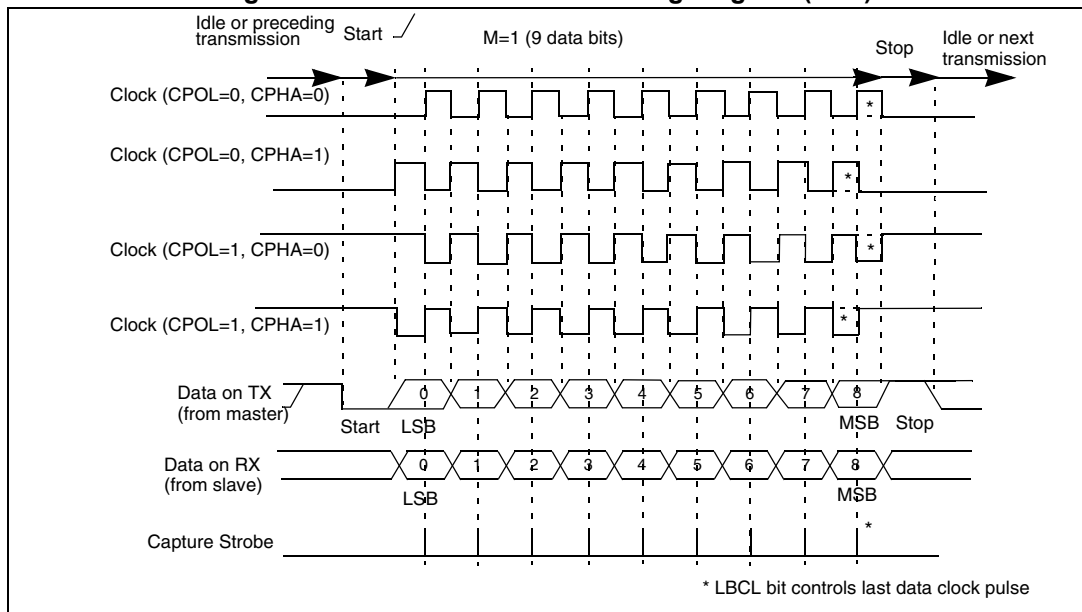 Idle or preceding
transmission
Start
M=1 (9 data bits)
Stop
Idle or next
transmission
Clock (CPOL=0, CPHA=0)
*
Clock (CPOL=0, CPHA=1)
*
Clock (CPOL=1, CPHA=0)
*
Clock (CPOL=1, CPHA=1)
*
Data on TX
(from master)
0 1 2 3 4 5 6 7 8
Start LSB MSB Stop
Data on RX
(from slave)
0 1 2 3 4 5 6 7 8
LSB MSB
Capture Strobe
*
* LBCL bit controls last data clock pulse